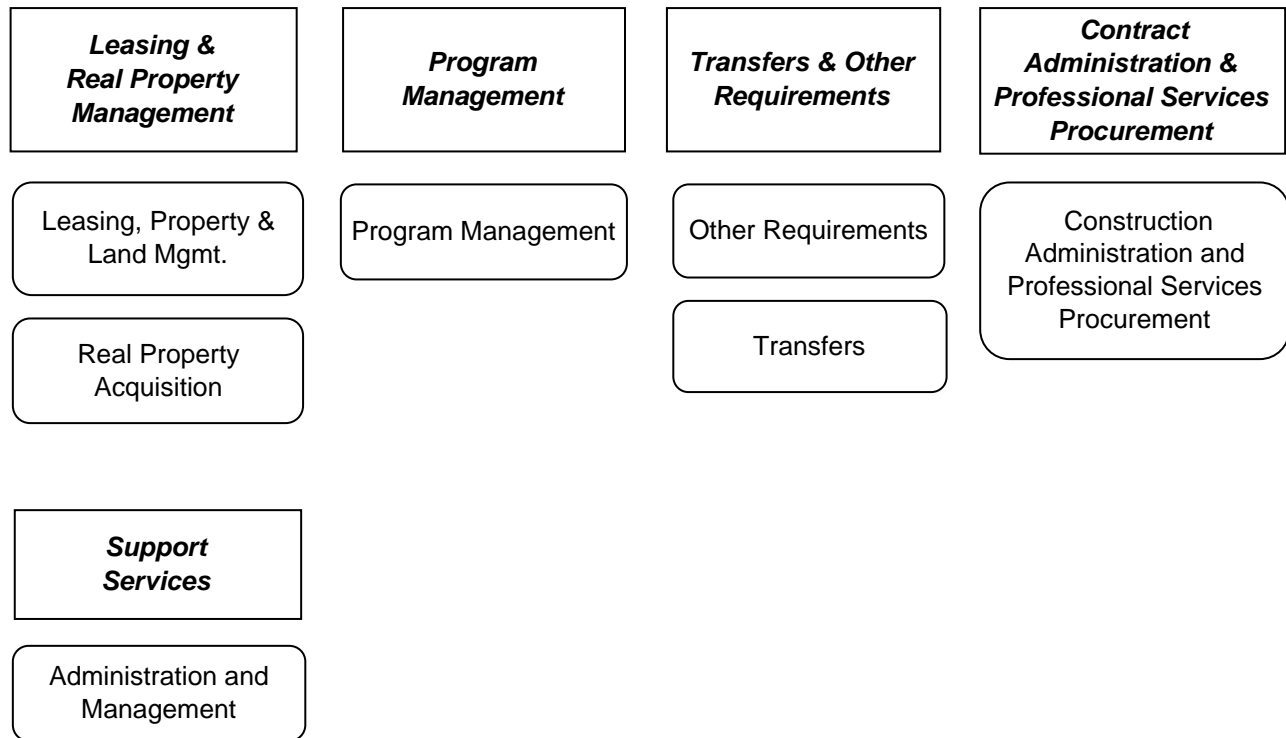 Leasing &
Real Property
Management
Leasing, Property &
Land Mgmt.
Real Property
Acquisition
Program
Management
Program Management
Transfers & Other
Requirements
Other Requirements
Transfers
Contract
Administration &
Professional Services
Procurement
Construction
Administration and
Professional Services
Procurement
Support
Services
Administration and
Management